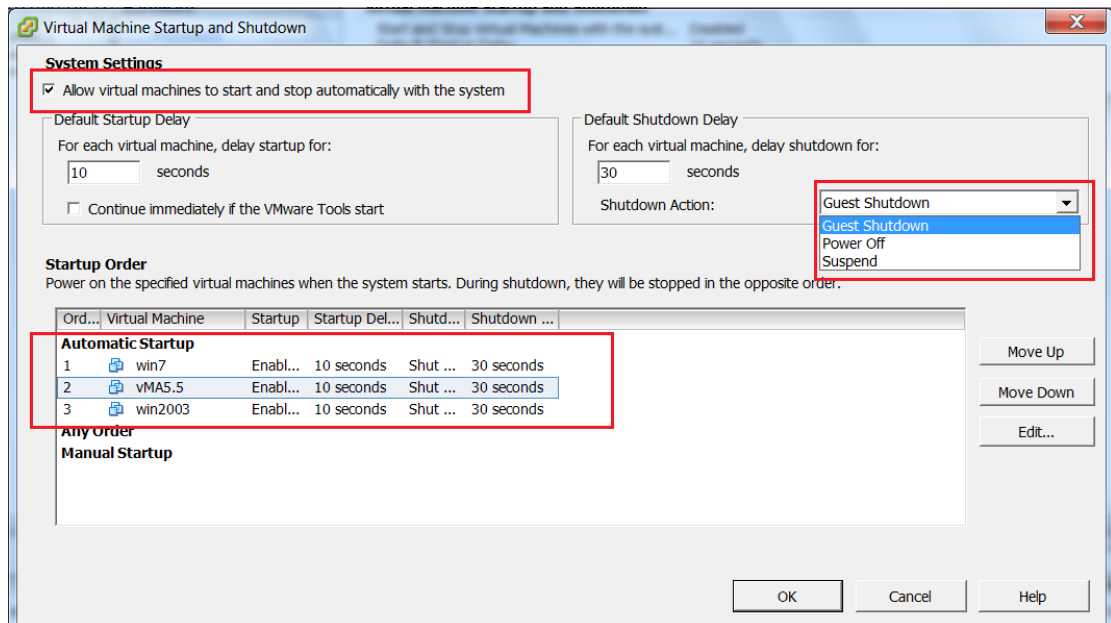 Virtual Machine Startup and Shutdown
System Settings
Allow virtual machines to start and stop automatically with the system
Default Startup Delay
For each virtual machine, delay startup for:
10 seconds
Continue immediately if the VMware Tools start
Default Shutdown Delay
For each virtual machine, delay shutdown for:
30 seconds
Shutdown Action: Guest Shutdown
Guest Shutdown
Power Off
Suspend
Startup Order
Power on the specified virtual machines when the system starts. During shutdown, they will be stopped in the opposite order.
Ord... Virtual Machine Startup Startup Del... Shutd... Shutdown ...
Automatic Startup
1 win7 Enabl... 10 seconds Shut ... 30 seconds
2 vMA5.5 Enabl... 10 seconds Shut ... 30 seconds
3 win2003 Enabl... 10 seconds Shut ... 30 seconds
Any Order
Manual Startup
Move Up
Move Down
Edit...
OK Cancel Help